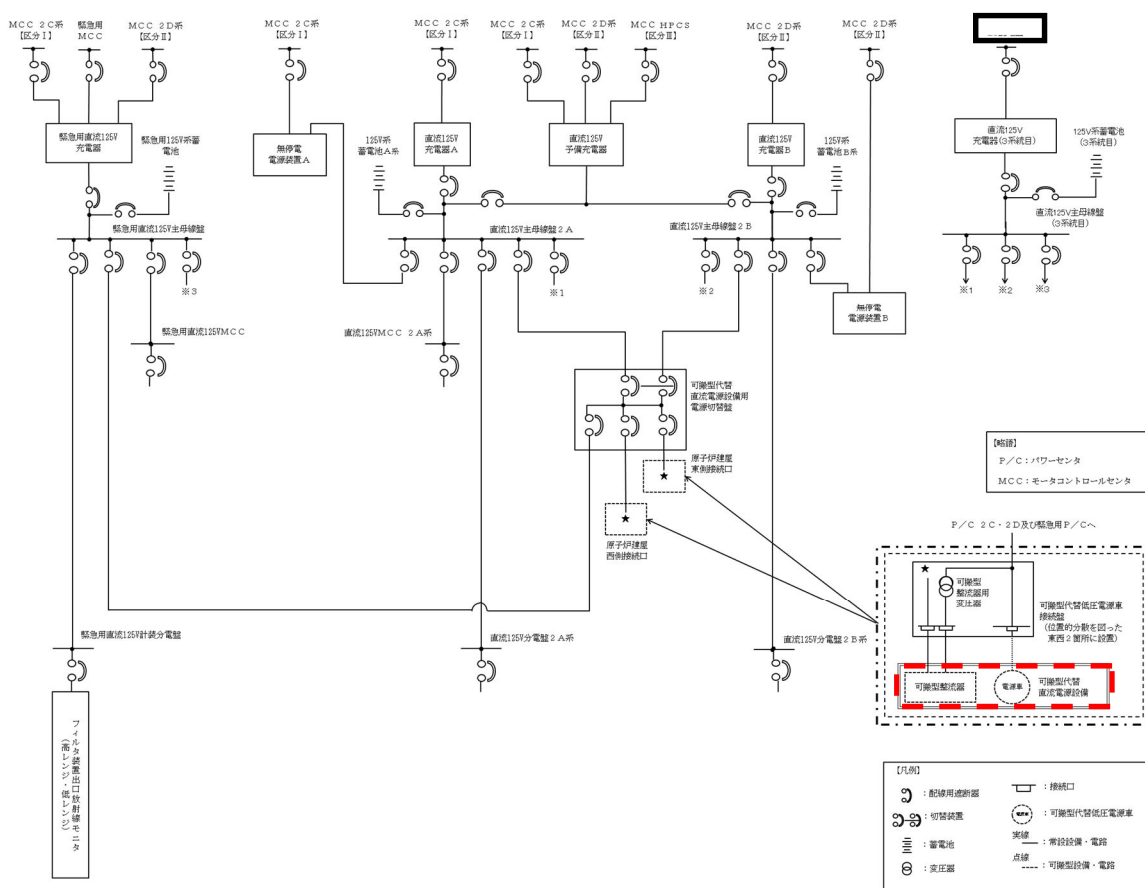 MCC 2C系
【区分Ⅰ】
緊急用
MCC
MCC 2D系
【区分Ⅱ】
MCC 2C系
【区分Ⅰ】
MCC 2C系
【区分Ⅰ】
MCC 2C系
【区分Ⅰ】
MCC 2D系
【区分Ⅱ】
MCC HPCS
【区分Ⅲ】
MCC 2D系
【区分Ⅱ】
MCC 2D系
【区分Ⅱ】
緊急用直流125V
充電器
緊急用125V系蓄
電池
無停電
電源装置A
125V系
蓄電池A系
直流125V
充電器A
直流125V
予備充電器
直流125V
充電器B
125V系
蓄電池B系
直流125V
充電器(3系統目)
125V系蓄電池
(3系統目)
緊急用直流125V主母線盤
直流125V主母線盤2A
直流125V主母線盤2B
直流125V主母線盤
(3系統目)
※3
※1
※2
※1
※2
※3
無停電
電源装置B
緊急用直流125VMCC
直流125VMCC 2A系
可搬型代替
直流電源設備用
電源切替盤
原子炉建屋
東側接続口
★
★
原子炉建屋
西側接続口
【略語】
P/C:パワーセンタ
MCC:モータコントロールセンタ
P/C 2C・2D及び緊急用P/Cへ
★
可搬型
整流器用
変圧器
可搬型代替低圧電源車
接続盤
(位置的分散を図った
東西2箇所に設置)
可搬型整流器
電源車
可搬型代替
直流電源設備
緊急用直流125V計装分電盤
直流125V分電盤2A系
直流125V分電盤2B系
フィルタ装置出口放射線モニタ
(高レンジ・低レンジ)
【凡例】
:配線用遮断器
:切替装置
:蓄電池
:変圧器
:接続口
電源車
:可搬型代替低圧電源車
実線
:常設設備・電路
点線
:可搬型設備・電路